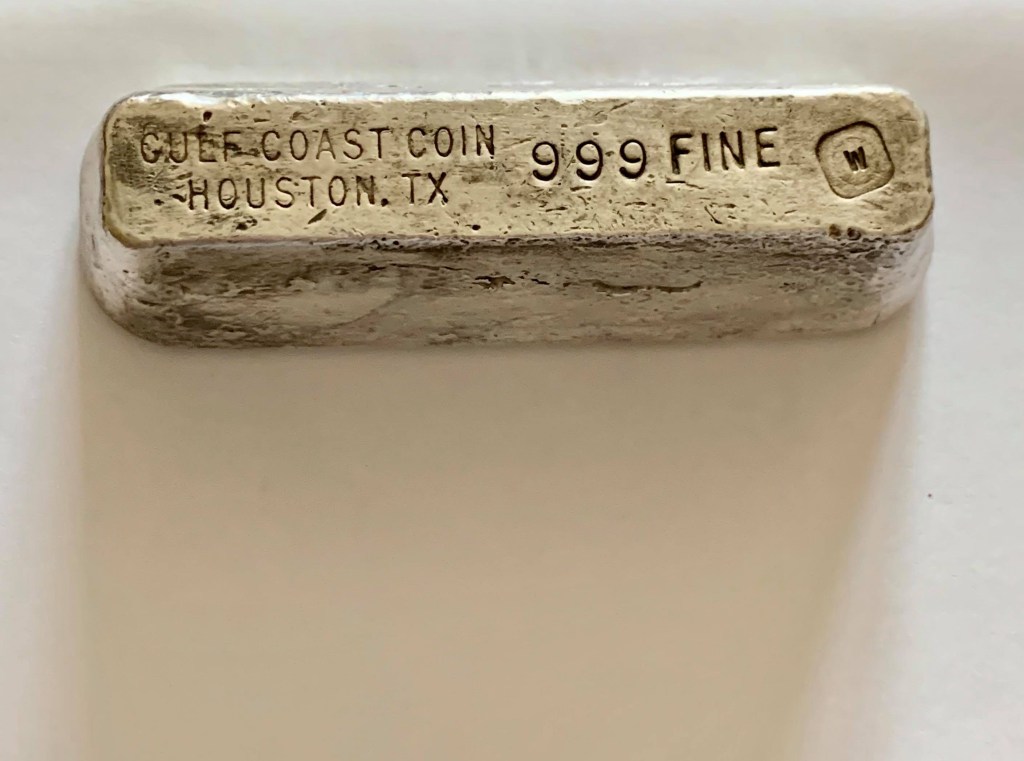 GULF COAST COIN
HOUSTON. TX
999 FINE
W